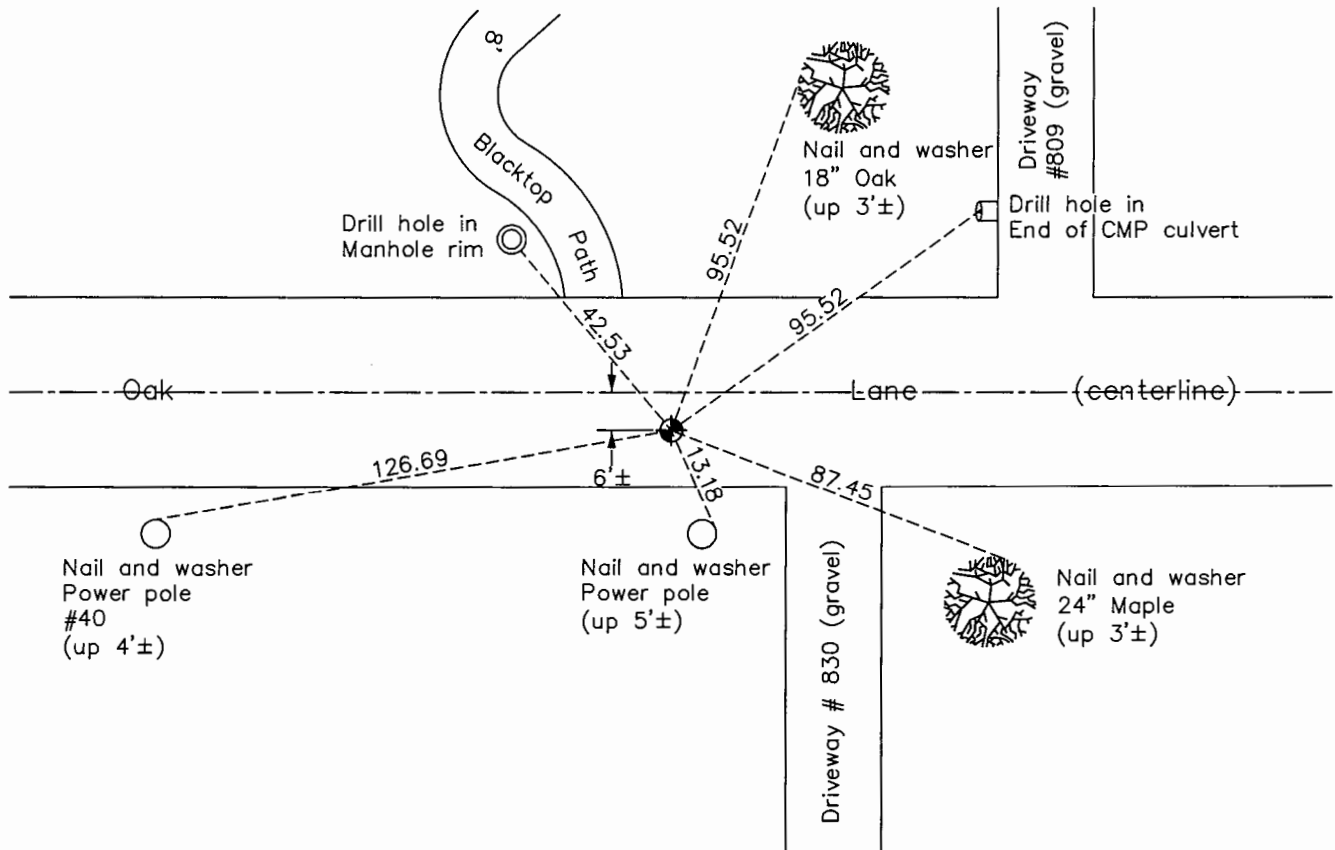 8'
Blacktop
Path
Driveway
#809 (gravel)
Nail and washer
18" Oak
(up 3'±)
Drill hole in
Manhole rim
Drill hole in
End of CMP culvert
95.52
95.52
42.53
Oak Lane (centerline)
126.69
6'±
13.18
87.45
Nail and washer
Power pole
#40
(up 4'±)
Nail and washer
Power pole
(up 5'±)
Driveway # 830 (gravel)
Nail and washer
24" Maple
(up 3'±)